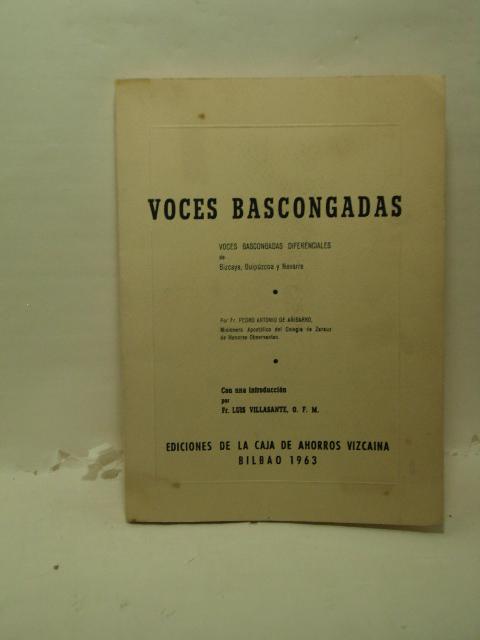 VOCES BASCONGADAS
VOCES BASCONGADAS DIFERENCIALES
de
Bizcaya, Guipúzcoa y Navarra
Por Fr. PEDRO ANTONIO DE AÑIBARRO,
Misionero Apostólico del Colegio de Zarauz
de Menores Observantes.
Con una introducción
por
Fr. LUIS VILLASANTE, O. F. M.
EDICIONES DE LA CAJA DE AHORROS VIZCAINA
BILBAO 1963